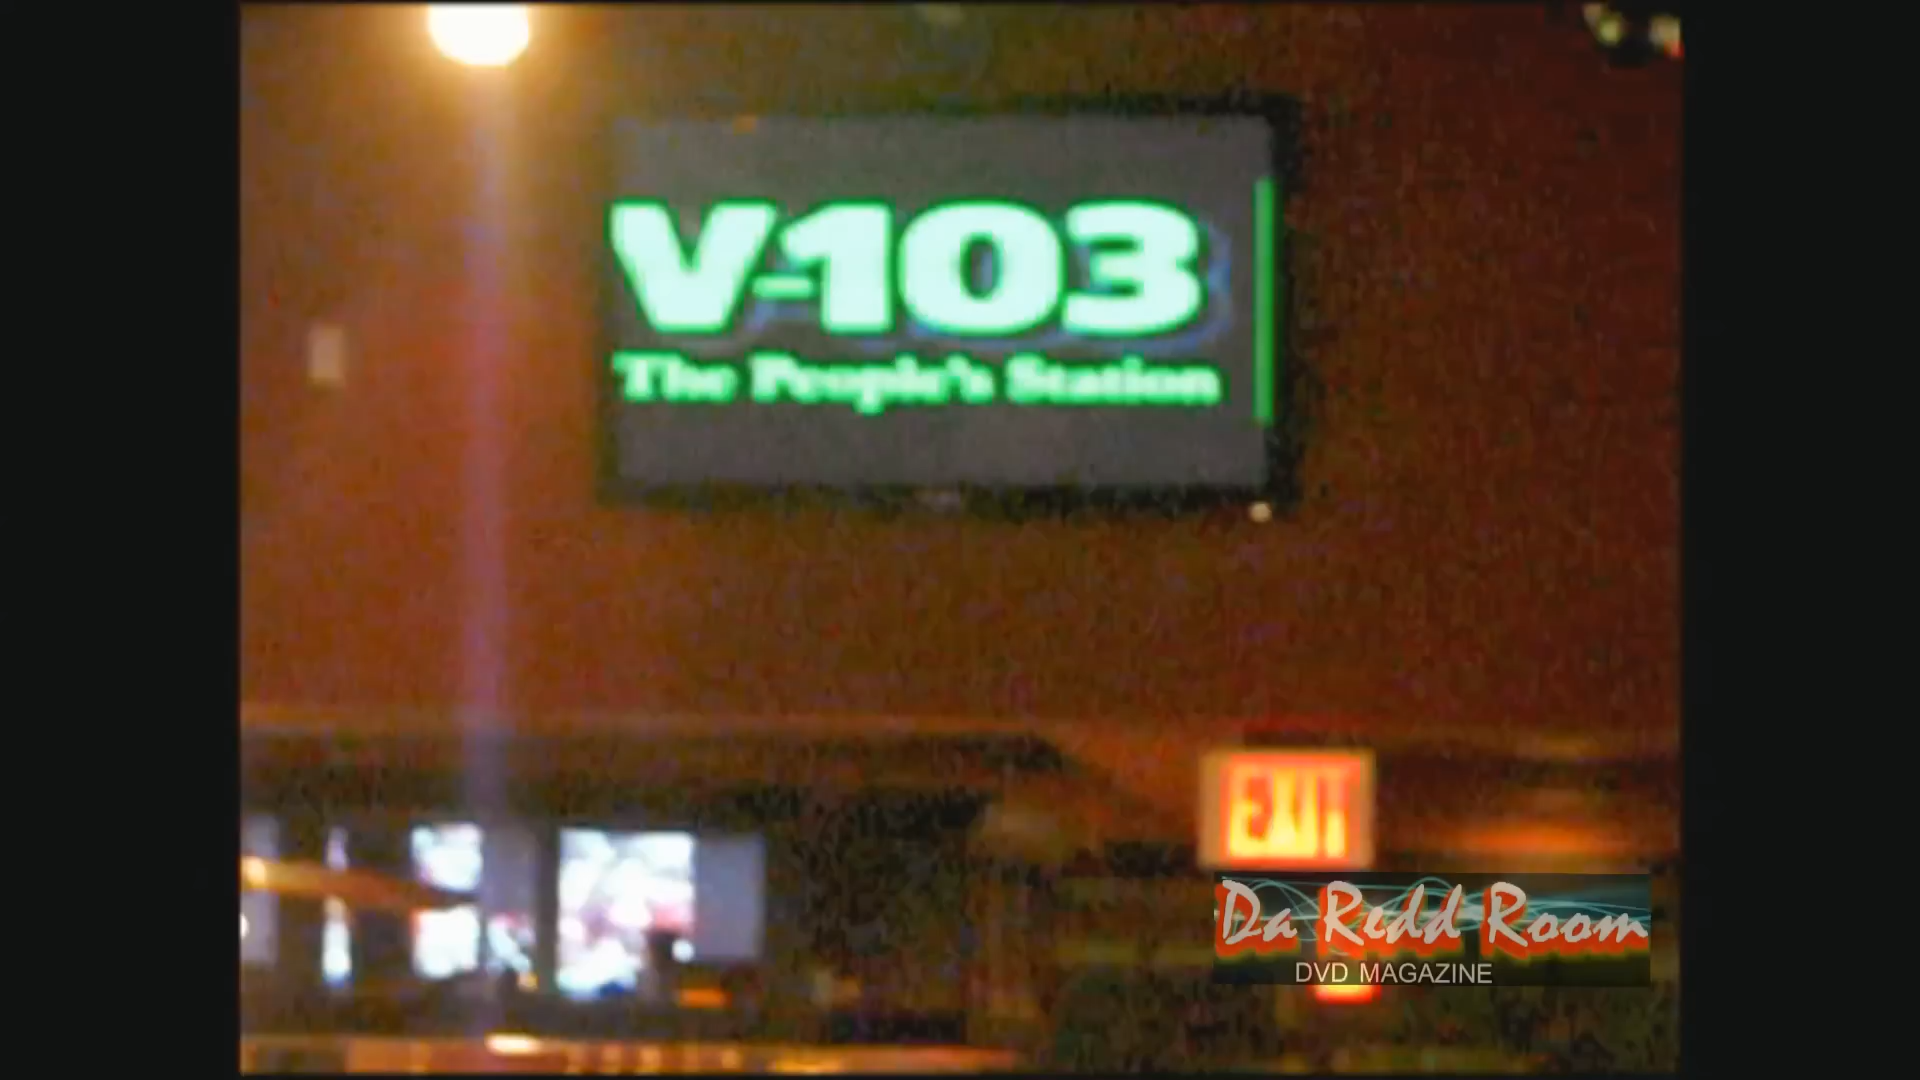 V-103
The People's Station
EXIT
Da Redd Room
DVD MAGAZINE